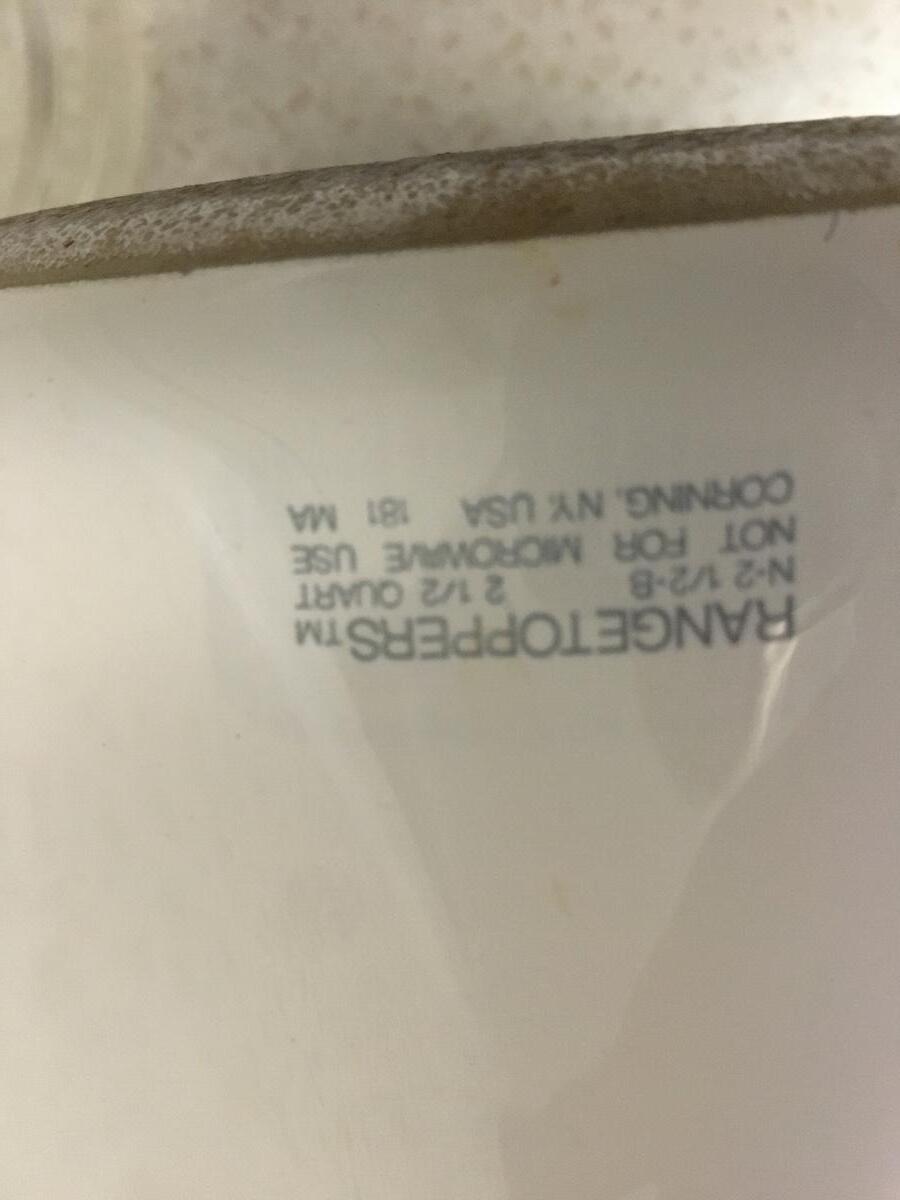 RANGETOPPERS™
N-2 1/2-B 2 1/2 QUART
NOT FOR MICROWAVE USE
CORNING, NY. USA 181 MA